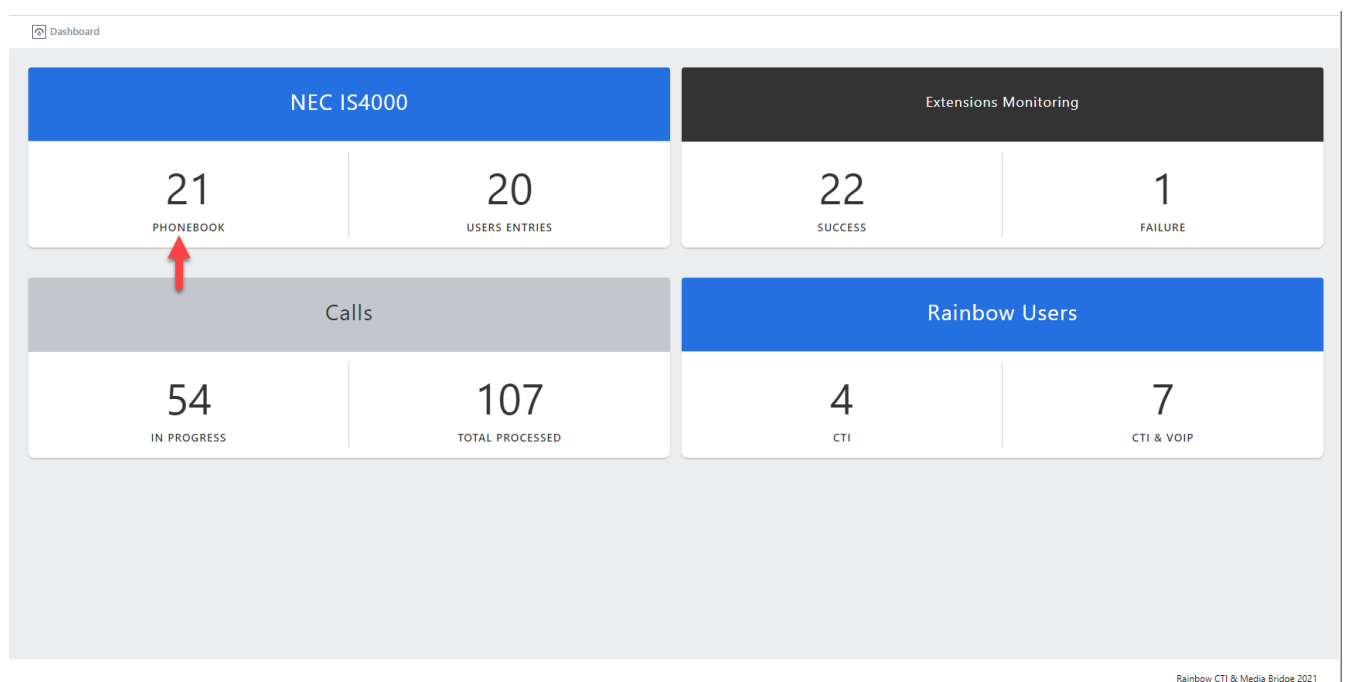 Dashboard
NEC IS4000
Extensions Monitoring
21
20
22
1
PHONEBOOK
USERS ENTRIES
SUCCESS
FAILURE
Calls
Rainbow Users
54
107
4
7
IN PROGRESS
TOTAL PROCESSED
CTI
CTI & VOIP
Rainbow CTI & Media Bridge 2021